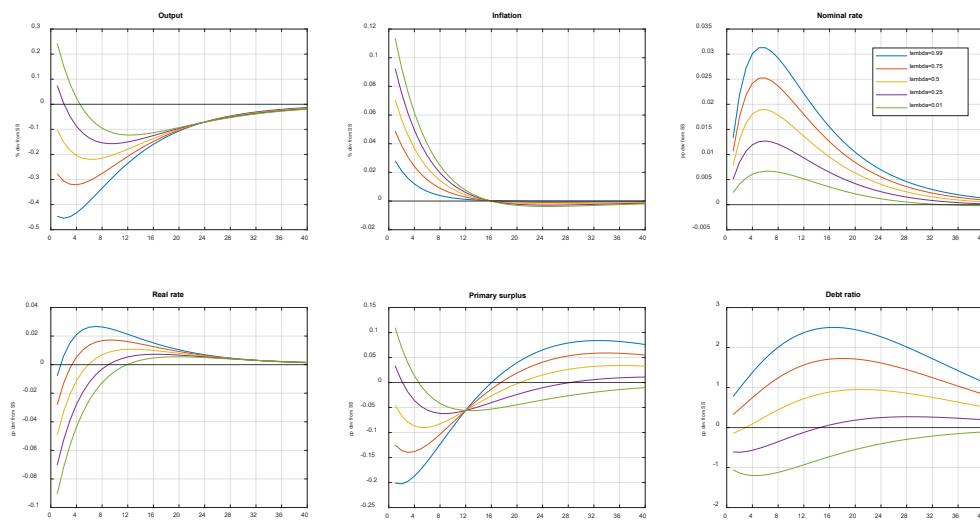 Output
Inflation
Nominal rate
0.3
0.2
0.1
0
-0.1
-0.2
-0.3
-0.4
-0.5
% dev from SS
0 4 8 12 16 20 24 28 32 36 40
0.12
0.1
0.08
0.06
0.04
0.02
0
-0.02
% dev from SS
0 4 8 12 16 20 24 28 32 36 40
0.035
0.03
0.025
0.02
0.015
0.01
0.005
0
-0.005
pp dev from SS
0 4 8 12 16 20 24 28 32 36 40
lambda=0.99
lambda=0.75
lambda=0.5
lambda=0.25
lambda=0.01
Real rate
Primary surplus
Debt ratio
0.04
0.02
0
-0.02
-0.04
-0.06
-0.08
-0.1
pp dev from SS
0 4 8 12 16 20 24 28 32 36 40
0.15
0.1
0.05
0
-0.05
-0.1
-0.15
-0.2
-0.25
pp dev from SS
0 4 8 12 16 20 24 28 32 36 40
3
2
1
0
-1
-2
pp dev from SS
0 4 8 12 16 20 24 28 32 36 40